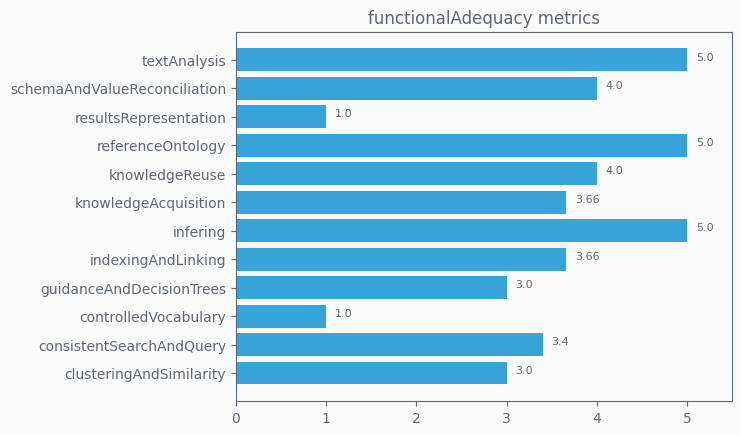 functionalAdequacy metrics
textAnalysis 5.0
schemaAndValueReconciliation 4.0
resultsRepresentation 1.0
referenceOntology 5.0
knowledgeReuse 4.0
knowledgeAcquisition 3.66
infering 5.0
indexingAndLinking 3.66
guidanceAndDecisionTrees 3.0
controlledVocabulary 1.0
consistentSearchAndQuery 3.4
clusteringAndSimilarity 3.0
0 1 2 3 4 5